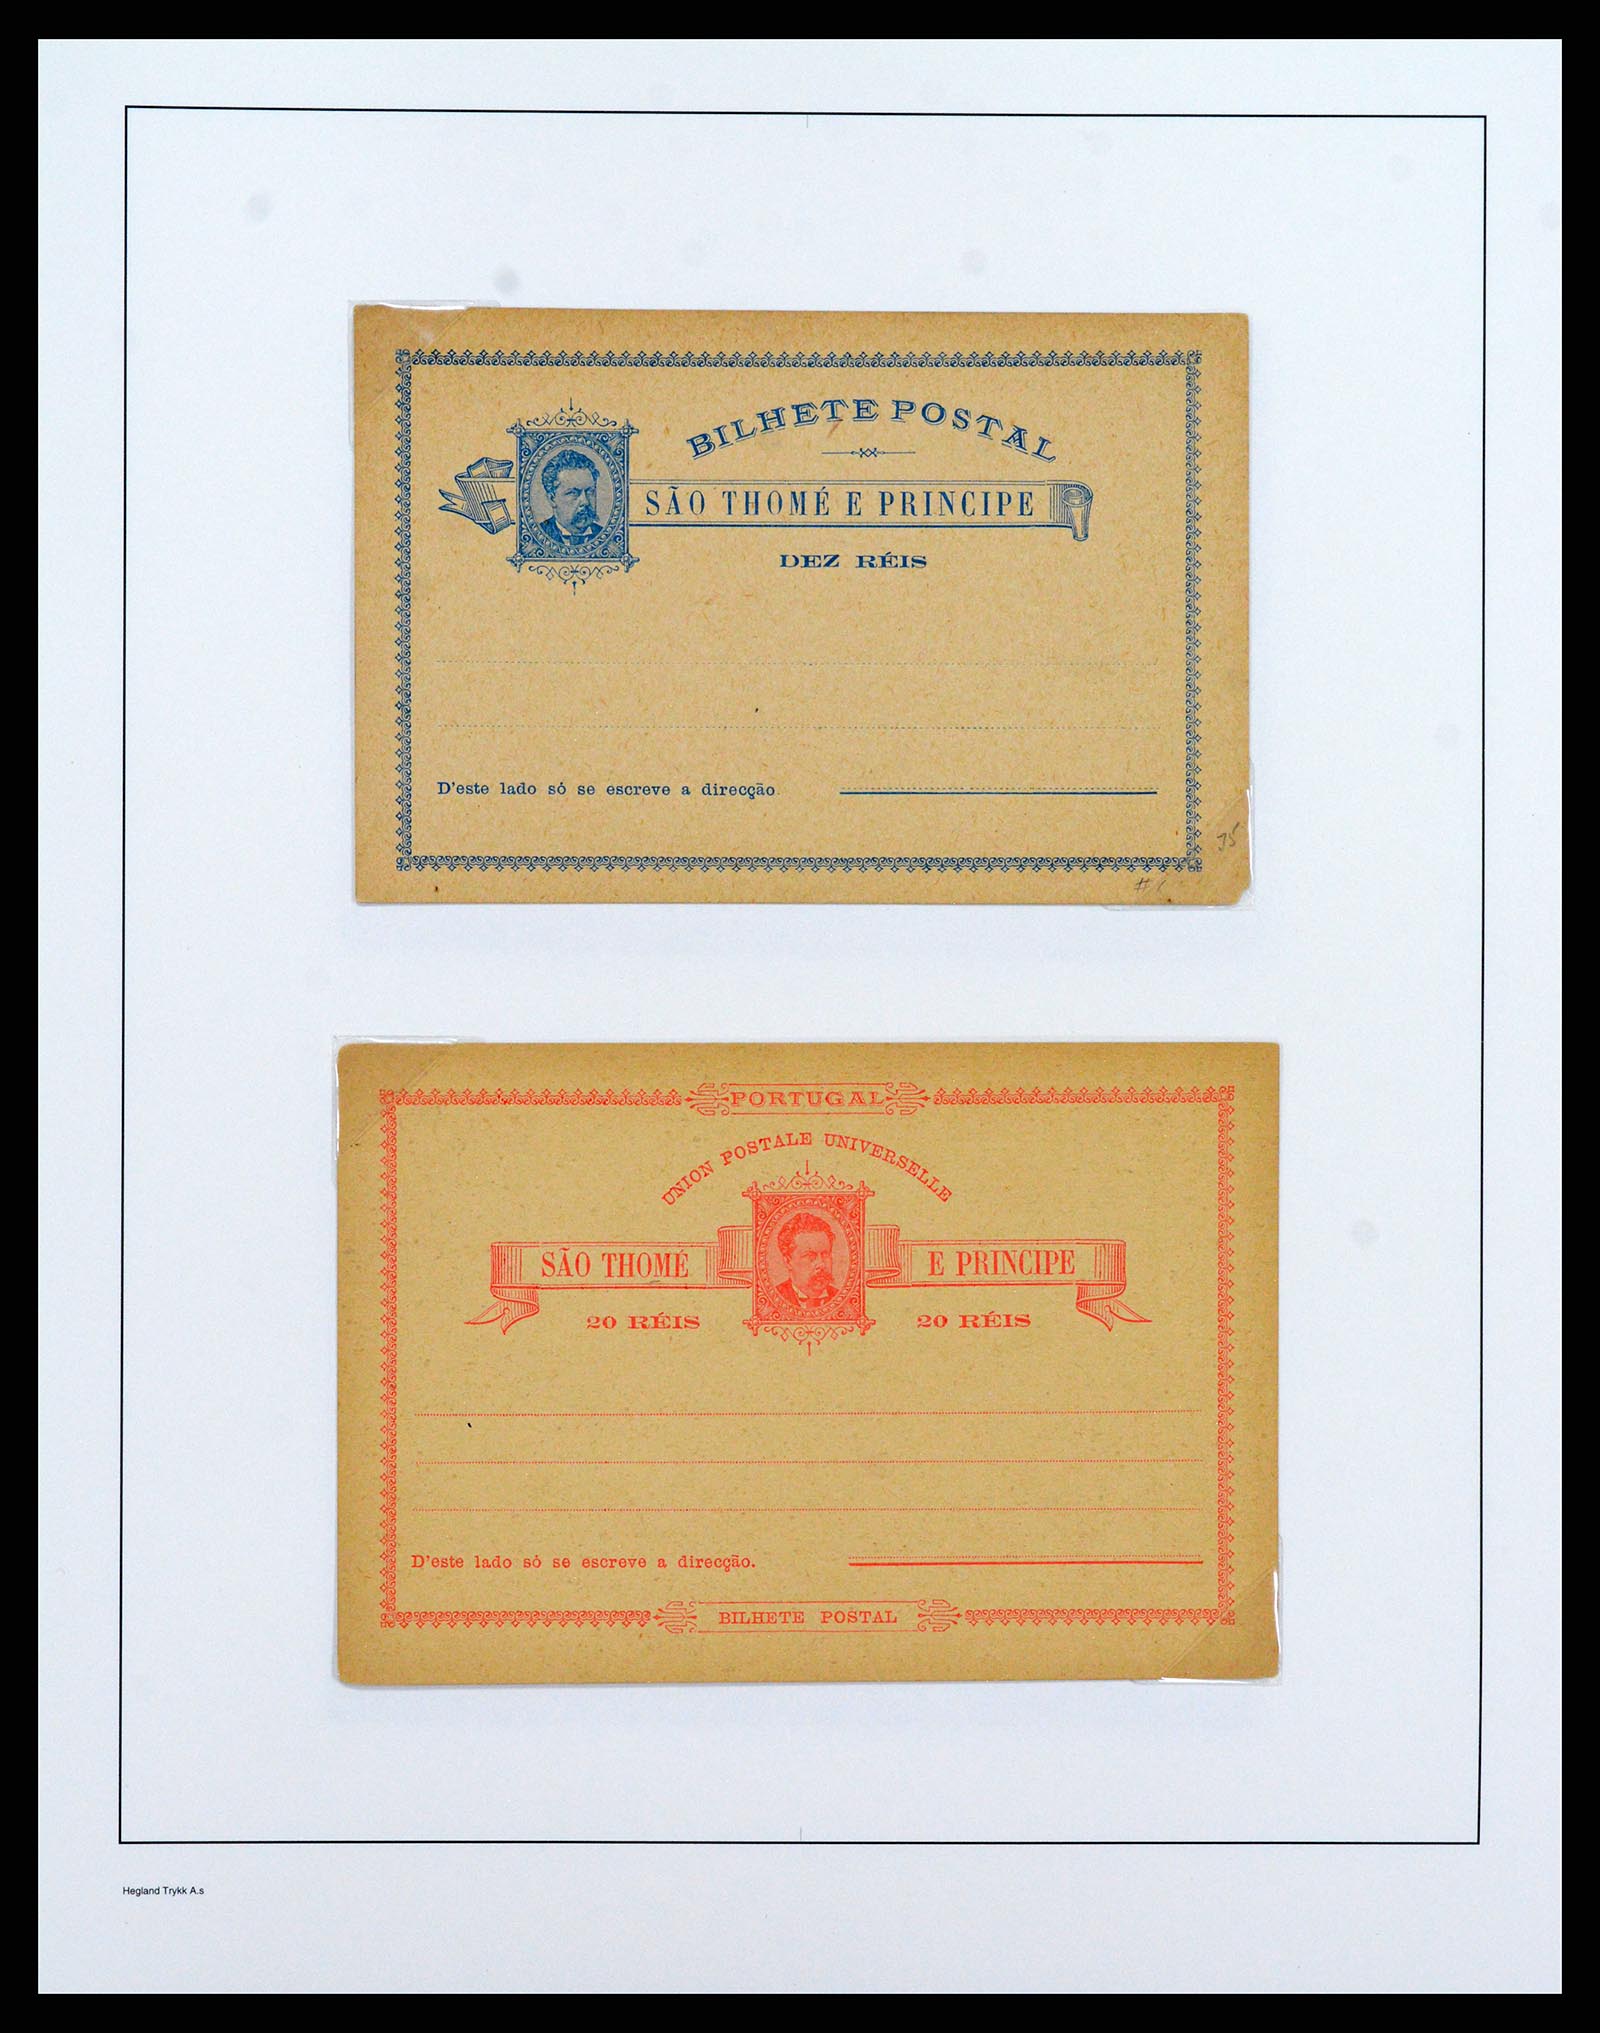 BILHETE POSTAL
SÃO THOMÉ E PRINCIPE
DEZ RÉIS
D'este lado só se escreve a direcção.
35
PORTUGAL
UNION POSTALE UNIVERSELLE
SÃO THOMÉ E PRINCIPE
20 RÉIS 20 RÉIS
D'este lado só se escreve a direcção.
BILHETE POSTAL
Hegland Trykk A.s